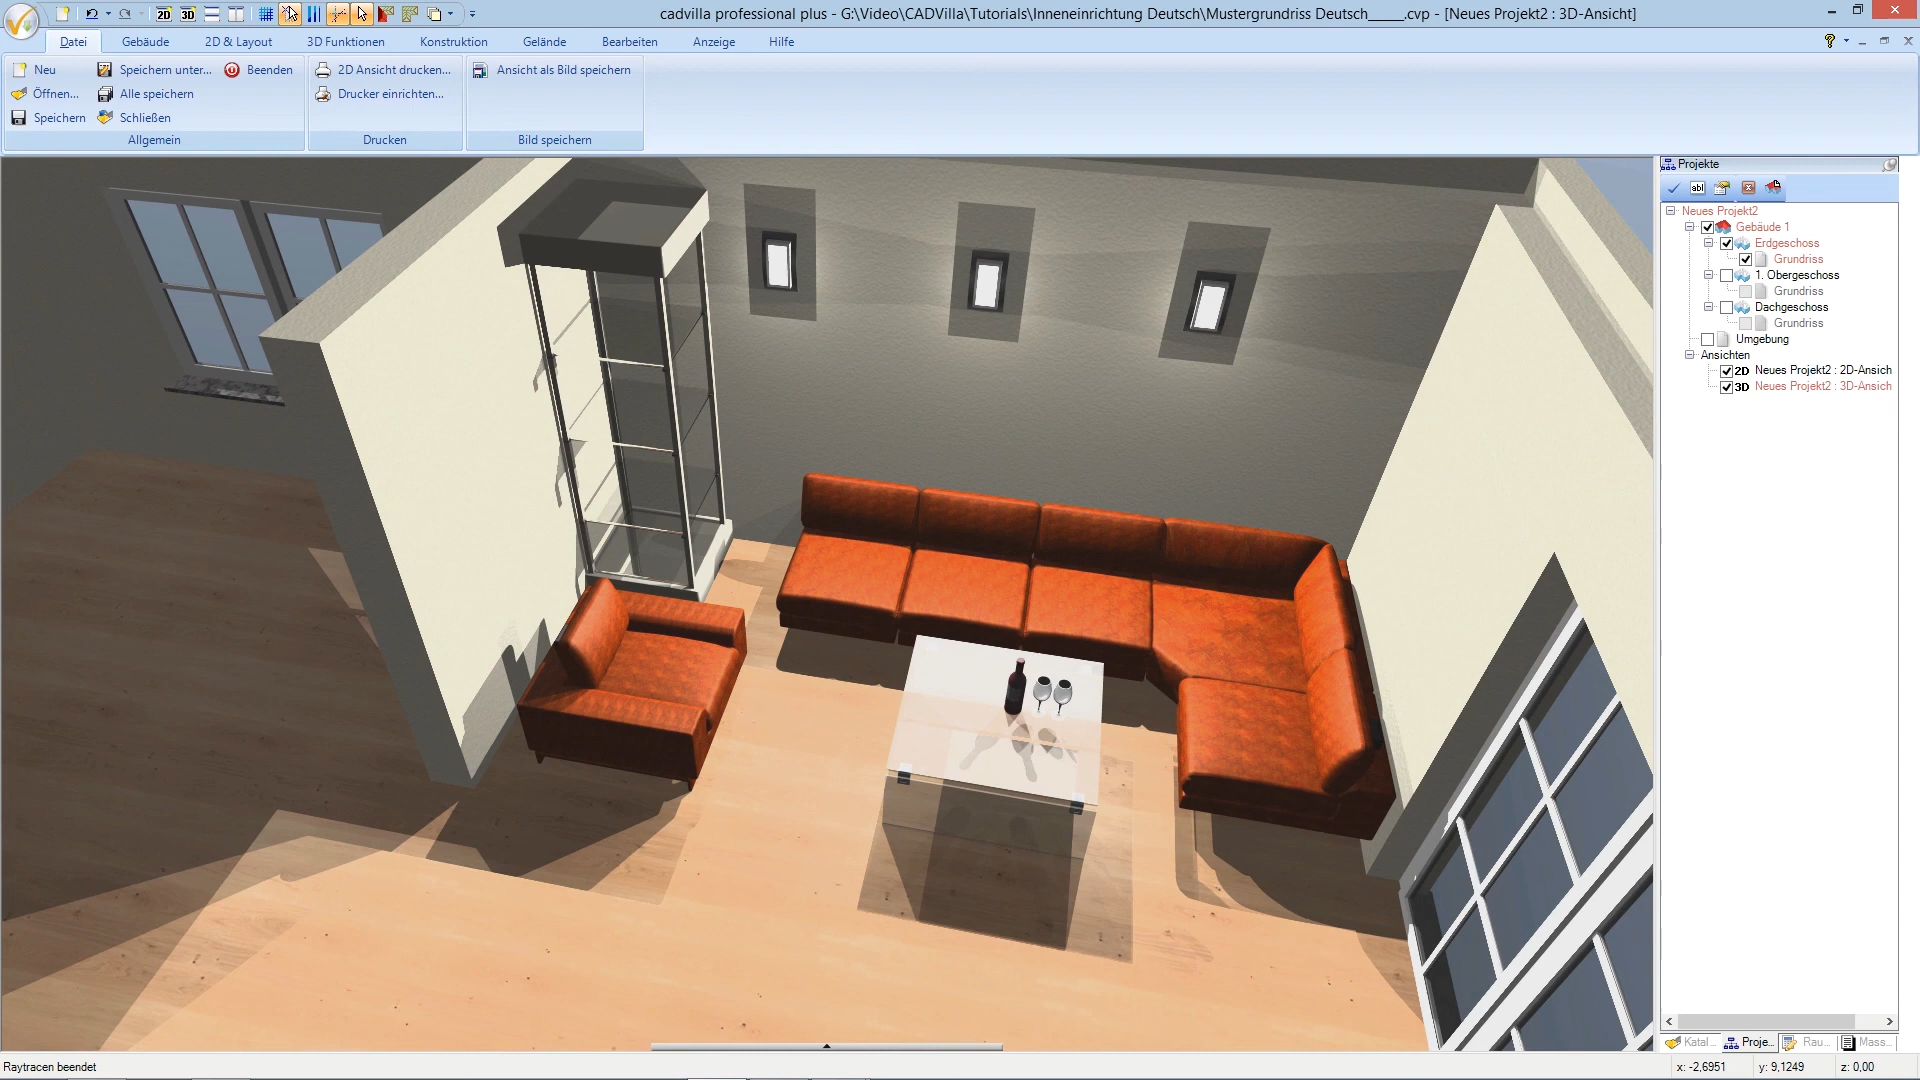 2D 3D
cadvilla professional plus - G:\Video\CADVilla\Tutorials\Inneneinrichtung Deutsch\Mustergrundriss Deutsch_____.cvp - [Neues Projekt2 : 3D-Ansicht]
Datei Gebäude 2D & Layout 3D Funktionen Konstruktion Gelände Bearbeiten Anzeige Hilfe
Neu Speichern unter... Beenden 2D Ansicht drucken... Ansicht als Bild speichern
Öffnen... Alle speichern Drucker einrichten...
Speichern Schließen
Allgemein Drucken Bild speichern
Projekte
abl
Neues Projekt2
Gebäude 1
Erdgeschoss
Grundriss
1. Obergeschoss
Grundriss
Dachgeschoss
Grundriss
Umgebung
Ansichten
2D Neues Projekt2 : 2D-Ansich
3D Neues Projekt2 : 3D-Ansich
Katal... Proje... Rau... Mass...
Raytracen beendet x: -2,6951 y: 9,1249 z: 0,00